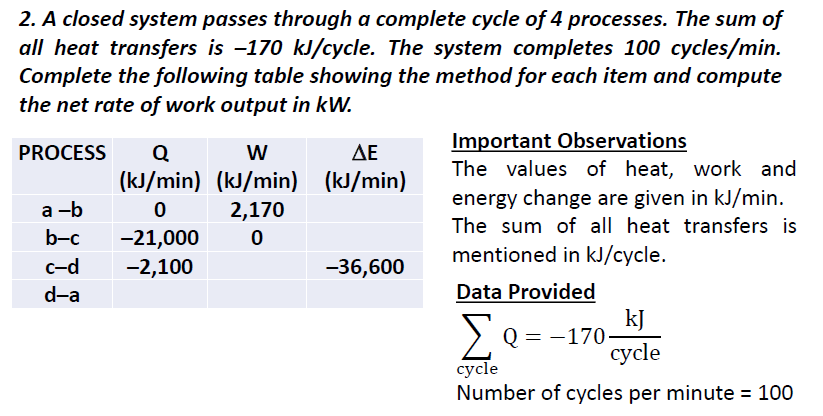 2. A closed system passes through a complete cycle of 4 processes. The sum of
all heat transfers is –170 kJ/cycle. The system completes 100 cycles/min.
Complete the following table showing the method for each item and compute
the net rate of work output in kW.
PROCESS Q W ΔE
(kJ/min) (kJ/min) (kJ/min)
a –b 0 2,170
b–c –21,000 0
c–d –2,100 –36,600
d–a
Important Observations
The values of heat, work and
energy change are given in kJ/min.
The sum of all heat transfers is
mentioned in kJ/cycle.
Data Provided
∑ Q = −170 kJ/cycle
cycle
Number of cycles per minute = 100